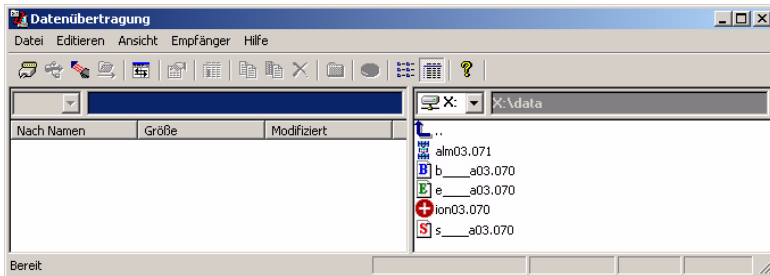 Datenübertragung
Datei Editieren Ansicht Empfänger Hilfe
X: X:\data
Nach Namen Größe Modifiziert
..
alm03.071
b____a03.070
e____a03.070
ion03.070
s____a03.070
Bereit